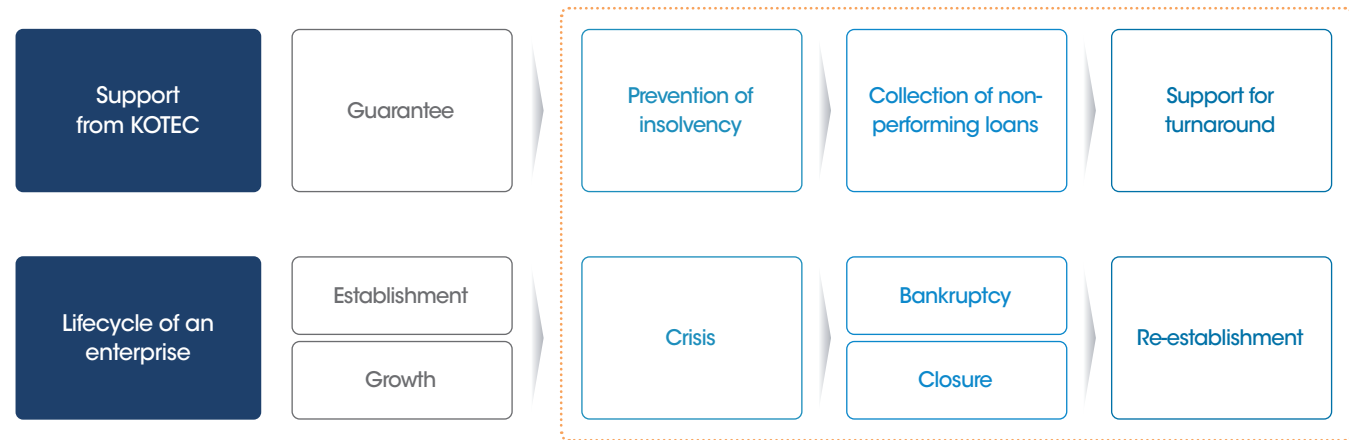 Support
from KOTEC
Guarantee
Prevention of
insolvency
Collection of non-
performing loans
Support for
turnaround
Lifecycle of an
enterprise
Establishment
Growth
Crisis
Bankruptcy
Closure
Re-establishment